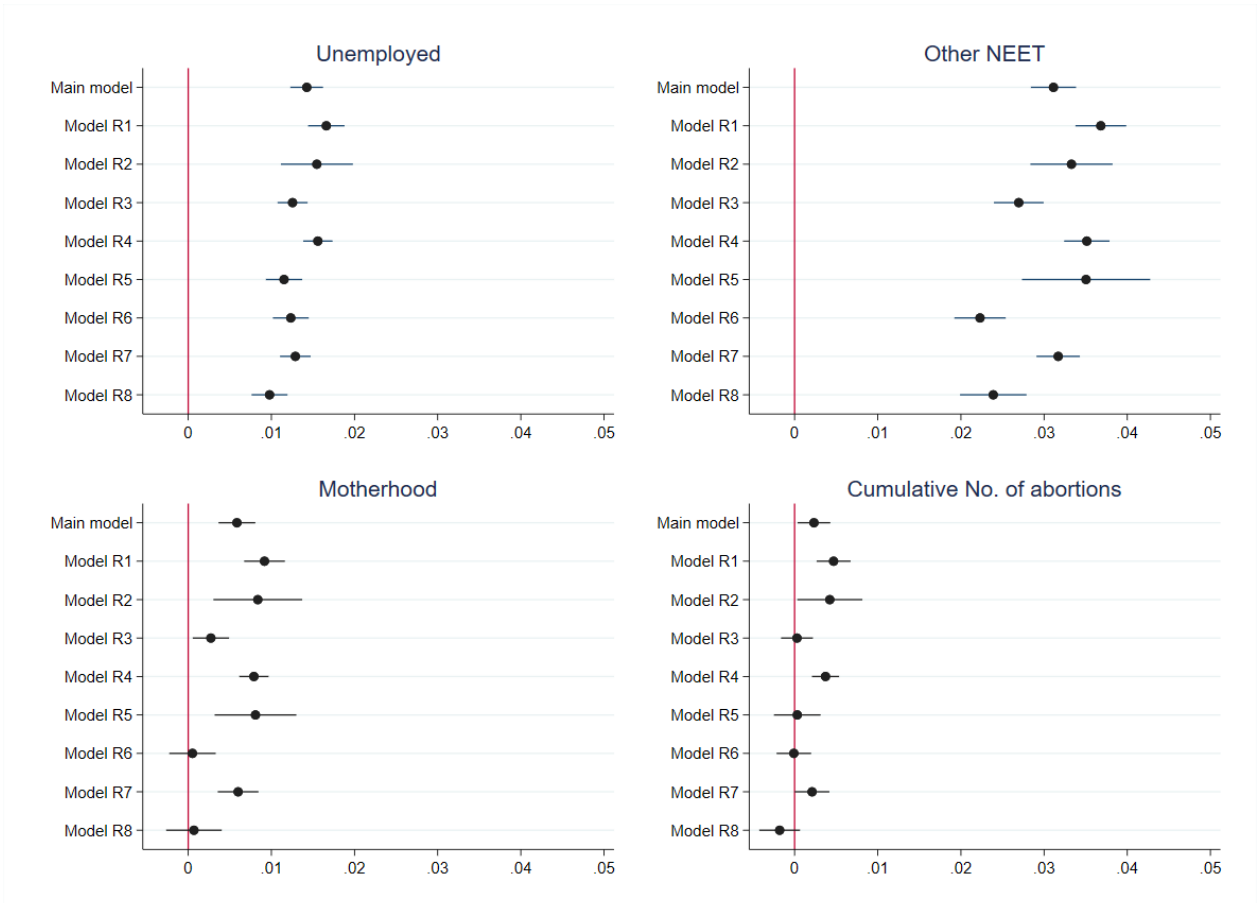 Unemployed
Main model
Model R1
Model R2
Model R3
Model R4
Model R5
Model R6
Model R7
Model R8
0 .01 .02 .03 .04 .05
Other NEET
Main model
Model R1
Model R2
Model R3
Model R4
Model R5
Model R6
Model R7
Model R8
0 .01 .02 .03 .04 .05
Motherhood
Main model
Model R1
Model R2
Model R3
Model R4
Model R5
Model R6
Model R7
Model R8
0 .01 .02 .03 .04 .05
Cumulative No. of abortions
Main model
Model R1
Model R2
Model R3
Model R4
Model R5
Model R6
Model R7
Model R8
0 .01 .02 .03 .04 .05